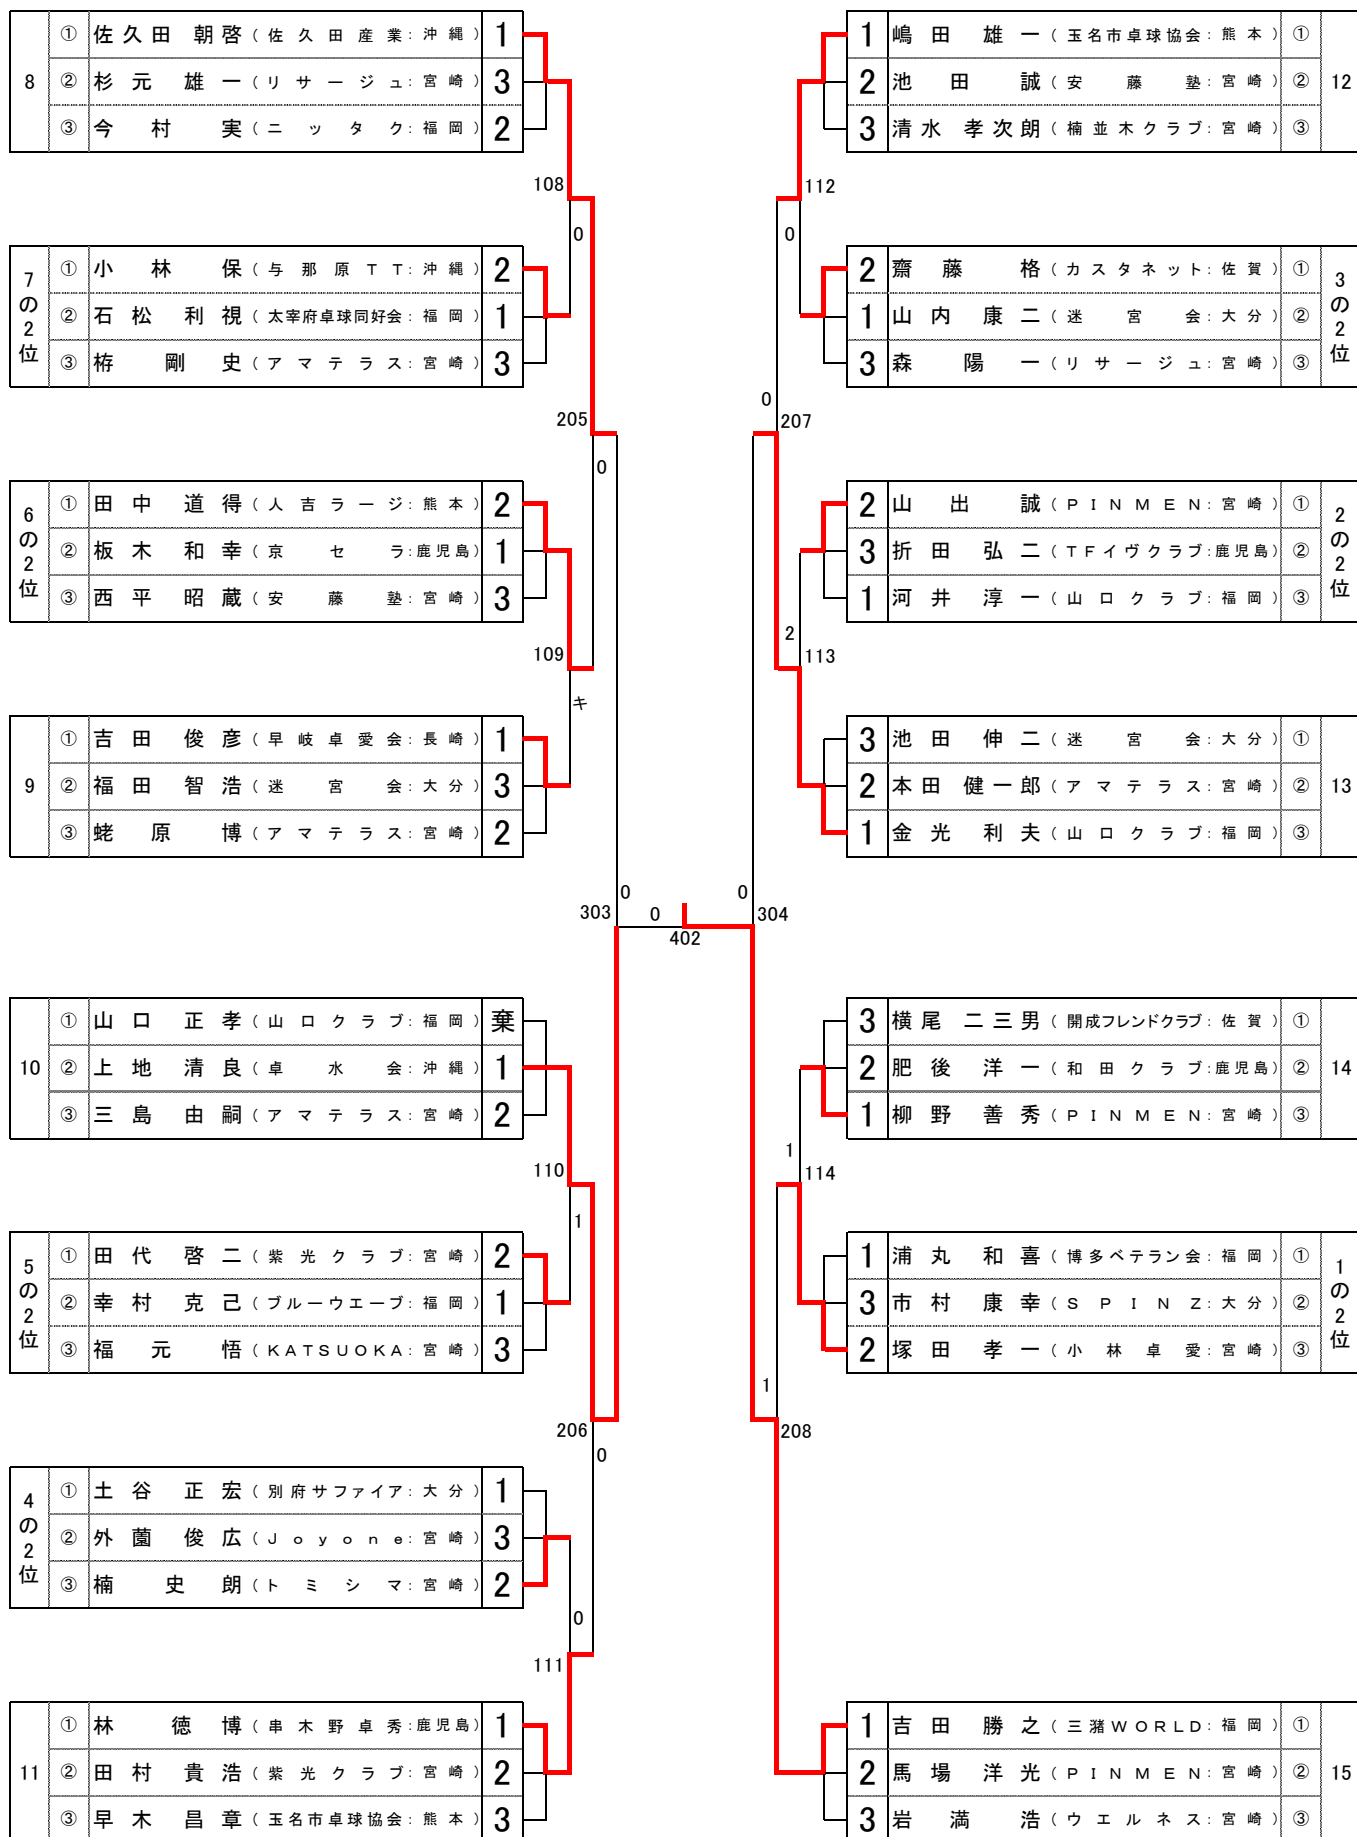 8
① 佐久田 朝啓 (佐久田産業:沖縄) 1
② 杉元 雄一 (リサージュ:宮崎) 3
③ 今村 実 (ニッタク:福岡) 2
108
0
7の2位
① 小林 保 (与那原TT:沖縄) 2
② 石松 利視 (太宰府卓球同好会:福岡) 1
③ 栫 剛史 (アマテラス:宮崎) 3
205
0
6の2位
① 田中 道得 (人吉ラージ:熊本) 2
② 板木 和幸 (京セラ:鹿児島) 1
③ 西平 昭蔵 (安藤塾:宮崎) 3
109
キ
9
① 吉田 俊彦 (早岐卓愛会:長崎) 1
② 福田 智浩 (迷宮会:大分) 3
③ 蛯原 博 (アマテラス:宮崎) 2
303
0
0
402
10
① 山口 正孝 (山口クラブ:福岡) 棄
② 上地 清良 (卓水会:沖縄) 1
③ 三島 由嗣 (アマテラス:宮崎) 2
110
1
5の2位
① 田代 啓二 (紫光クラブ:宮崎) 2
② 幸村 克己 (ブルーウエーブ:福岡) 1
③ 福元 悟 (KATSUOKA:宮崎) 3
206
0
4の2位
① 土谷 正宏 (別府サファイア:大分) 1
② 外薗 俊広 (Joyone:宮崎) 3
③ 楠 史朗 (トミシマ:宮崎) 2
0
111
11
① 林 徳博 (串木野卓秀:鹿児島) 1
② 田村 貴浩 (紫光クラブ:宮崎) 2
③ 早木 昌章 (玉名市卓球協会:熊本) 3
1 嶋田 雄一 (玉名市卓球協会:熊本) ①
2 池田 誠 (安藤塾:宮崎) ②
3 清水 孝次朗 (楠並木クラブ:宮崎) ③
12
112
0
2 齋藤 格 (カスタネット:佐賀) ①
1 山内 康二 (迷宮会:大分) ②
3 森 陽一 (リサージュ:宮崎) ③
3の2位
0
207
2 山出 誠 (PINMEN:宮崎) ①
3 折田 弘二 (TFイヴクラブ:鹿児島) ②
1 河井 淳一 (山口クラブ:福岡) ③
2の2位
2
113
3 池田 伸二 (迷宮会:大分) ①
2 本田 健一郎 (アマテラス:宮崎) ②
1 金光 利夫 (山口クラブ:福岡) ③
13
0
304
3 横尾 二三男 (開成フレンドクラブ:佐賀) ①
2 肥後 洋一 (和田クラブ:鹿児島) ②
1 柳野 善秀 (PINMEN:宮崎) ③
14
1
114
1 浦丸 和喜 (博多ベテラン会:福岡) ①
3 市村 康幸 (SPINZ:大分) ②
2 塚田 孝一 (小林卓愛:宮崎) ③
1の2位
1
208
1 吉田 勝之 (三潴WORLD:福岡) ①
2 馬場 洋光 (PINMEN:宮崎) ②
3 岩満 浩 (ウエルネス:宮崎) ③
15